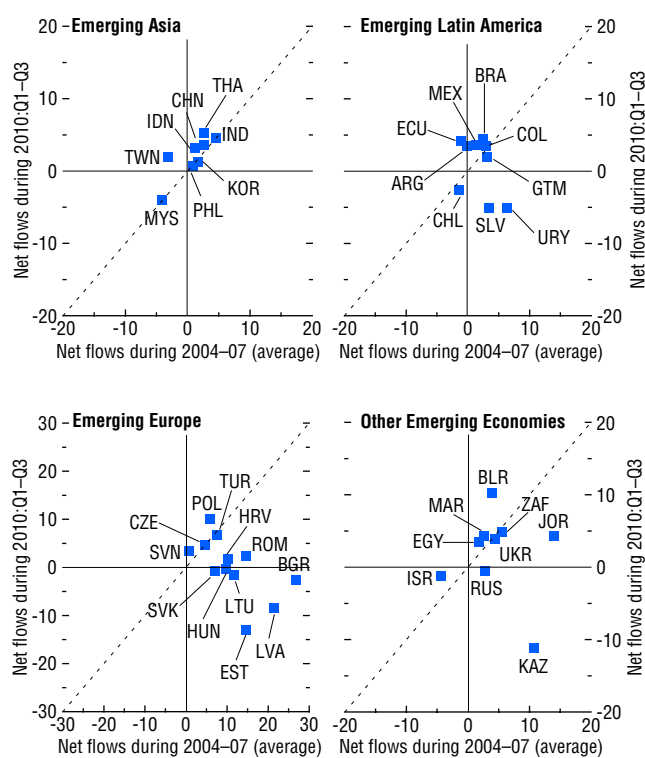 Emerging Asia
20
10
0
-10
-20
-20
-10
0
10
20
Net flows during 2010:Q1–Q3
Net flows during 2004–07 (average)
THA
CHN
IDN
IND
TWN
KOR
PHL
MYS
Emerging Latin America
20
10
0
-10
-20
-20
-10
0
10
20
Net flows during 2010:Q1–Q3
Net flows during 2004–07 (average)
BRA
MEX
ECU
COL
ARG
GTM
CHL
SLV
URY
Emerging Europe
30
20
10
0
-10
-20
-30
-30
-20
-10
0
10
20
30
Net flows during 2010:Q1–Q3
Net flows during 2004–07 (average)
TUR
POL
HRV
CZE
ROM
SVN
BGR
SVK
LTU
HUN
LVA
EST
Other Emerging Economies
20
10
0
-10
-20
-20
-10
0
10
20
Net flows during 2010:Q1–Q3
Net flows during 2004–07 (average)
BLR
MAR
ZAF
JOR
EGY
UKR
ISR
RUS
KAZ